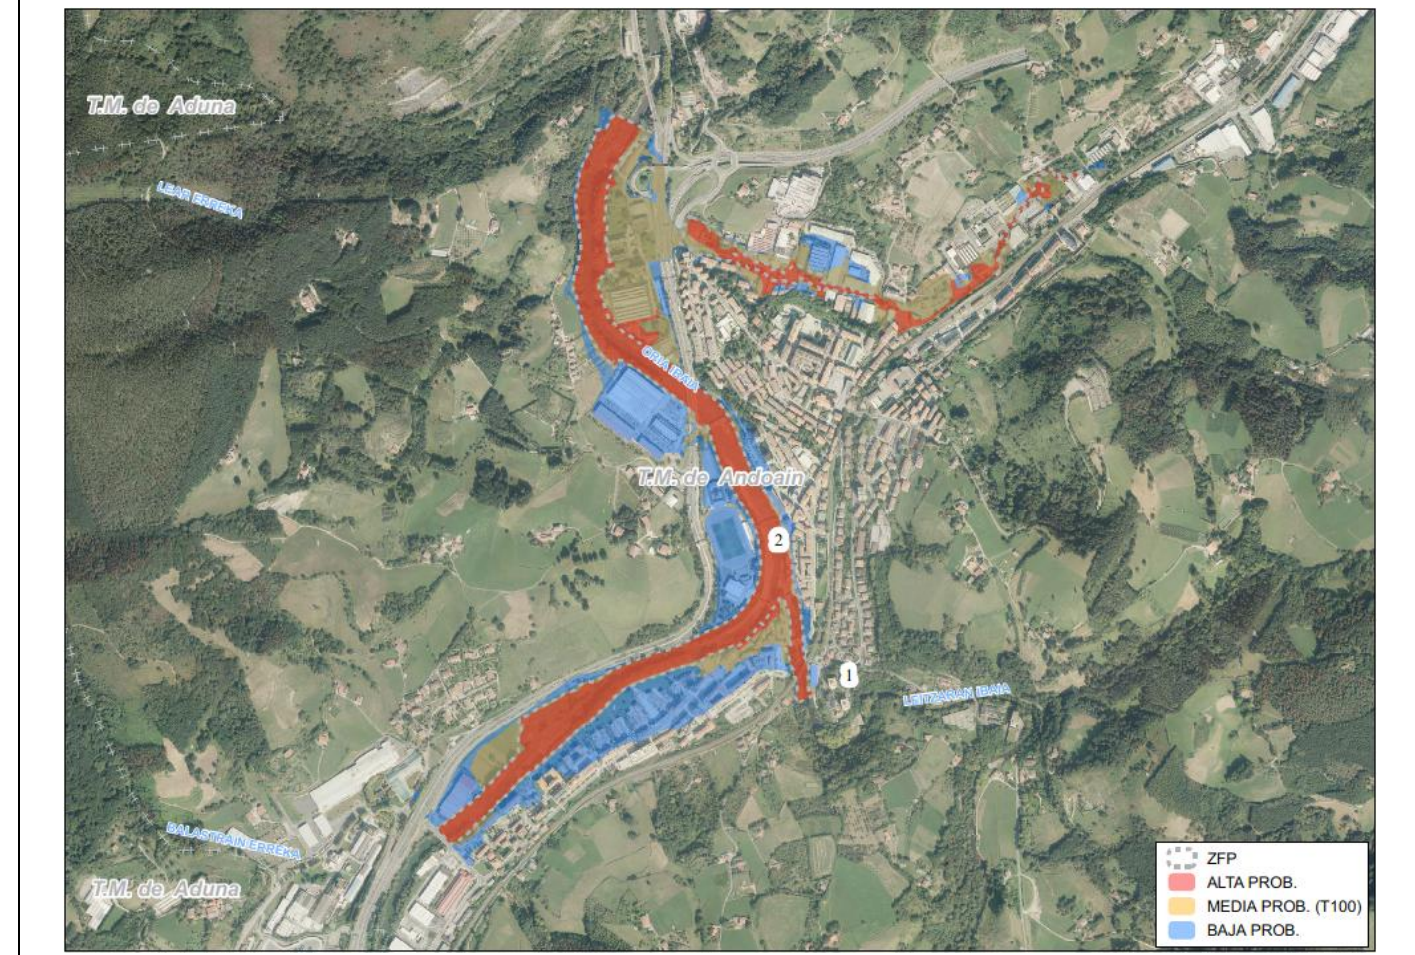 T.M. de Aduna
LEAR ERREKA
ORIA IBAIA
T.M. de Andoain
2
1
LEITZARAN IBAIA
BALASTRAIN ERREKA
T.M. de Aduna
ZFP
ALTA PROB.
MEDIA PROB. (T100)
BAJA PROB.